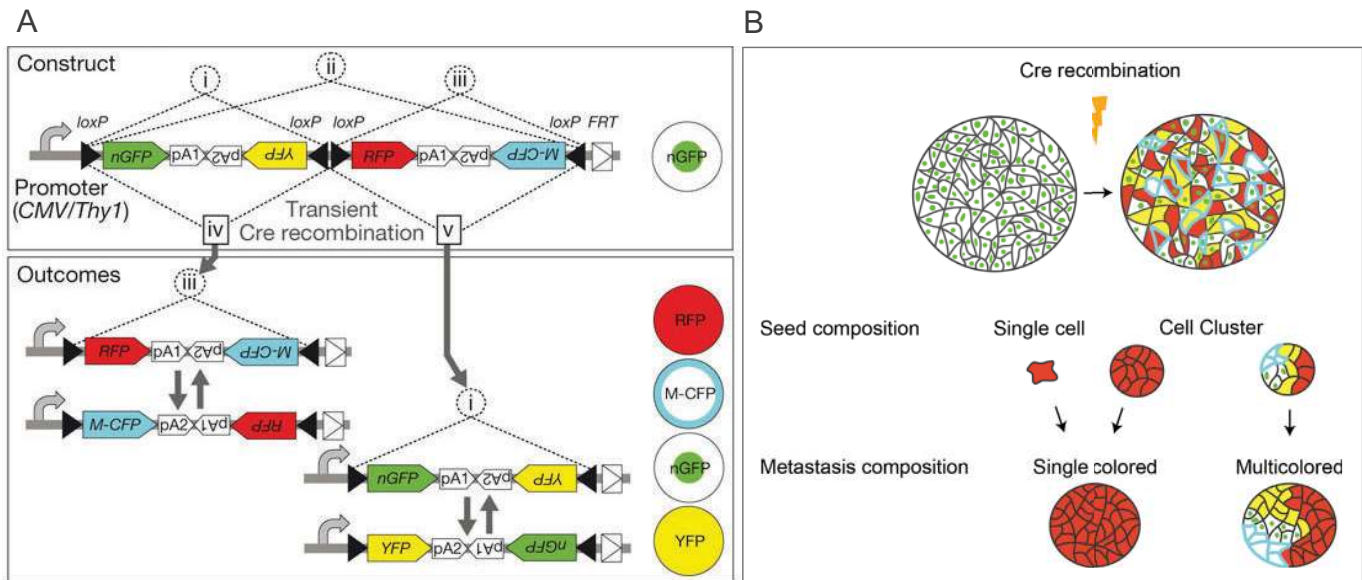 A
Construct
i
ii
iii
loxP
loxP
loxP
loxP
FRT
nGFP
pA1
pA2
YFP
RFP
pA1
pA2
M-CFP
nGFP
Promoter
(CMV/Thy1)
iv
Transient
Cre recombination
v
Outcomes
iii
RFP
pA1
pA2
M-CFP
M-CFP
pA2
pA1
RFP
i
nGFP
pA1
pA2
YFP
YFP
pA2
pA1
nGFP
RFP
M-CFP
nGFP
YFP
B
Cre recombination
Seed composition
Single cell
Cell Cluster
Metastasis composition
Single colored
Multicolored